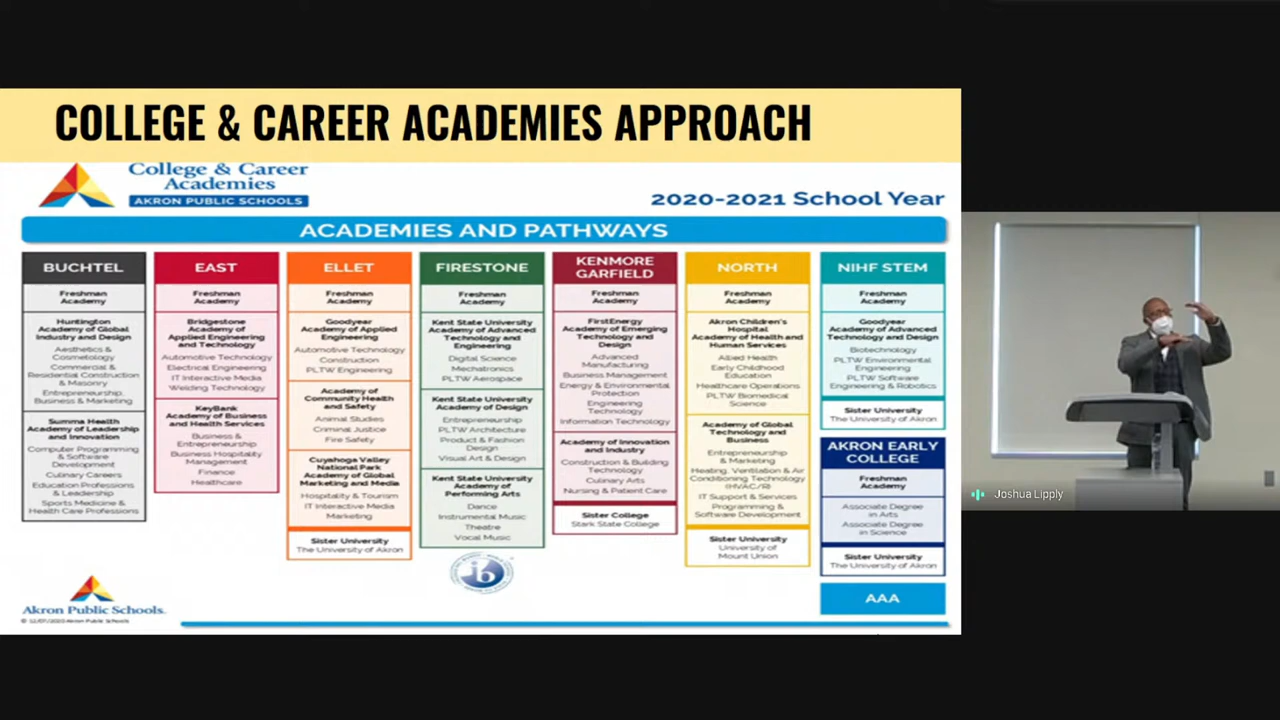 COLLEGE & CAREER ACADEMIES APPROACH
College & Career
Academies
AKRON PUBLIC SCHOOLS
2020-2021 School Year
ACADEMIES AND PATHWAYS
BUCHTEL
Freshman
Academy
Huntington
Academy of Global
Industry and Design
Aesthetics &
Cosmetology
Commercial &
Residential Construction
& Masonry
Entrepreneurship,
Business & Marketing
Summa Health
Academy of Leadership
and Innovation
Computer Programming
& Software
Development
Culinary Careers
Education Professions
& Leadership
Sports Medicine &
Health Care Professions
EAST
Freshman
Academy
Bridgestone
Academy of
Applied Engineering
and Technology
Automotive Technology
Electrical Engineering
IT Interactive Media
Welding Technology
KeyBank
Academy of Business
and Health Services
Business &
Entrepreneurship
Business Hospitality
Management
Finance
Healthcare
ELLET
Freshman
Academy
Goodyear
Academy of Applied
Engineering
Automotive Technology
Construction
PLTW Engineering
Academy of
Community Health
and Safety
Animal Studies
Criminal Justice
Fire Safety
Cuyahoga Valley
National Park
Academy of Global
Marketing and Media
Hospitality & Tourism
IT Interactive Media
Marketing
Sister University
The University of Akron
FIRESTONE
Freshman
Academy
Kent State University
Academy of Advanced
Technology and
Engineering
Digital Science
Mechatronics
PLTW Aerospace
Kent State University
Academy of Design
Entrepreneurship
PLTW Architecture
Product & Fashion
Design
Visual Art & Design
Kent State University
Academy of
Performing Arts
Dance
Instrumental Music
Theatre
Vocal Music
ib
KENMORE
GARFIELD
Freshman
Academy
FirstEnergy
Academy of Emerging
Technology and
Design
Advanced
Manufacturing
Business Management
Energy & Environmental
Protection
Engineering
Technology
Information Technology
Academy of Innovation
and Industry
Construction & Building
Technology
Culinary Arts
Nursing & Patient Care
Sister College
Stark State College
NORTH
Freshman
Academy
Akron Children's
Hospital
Academy of Health and
Human Services
Allied Health
Early Childhood
Education
Healthcare Operations
PLTW Biomedical
Science
Academy of Global
Technology and
Business
Entrepreneurship
& Marketing
Heating, Ventilation & Air
Conditioning Technology
(HVAC/R)
IT Support & Services
Programming &
Software Development
Sister University
University of
Mount Union
NIHF STEM
Freshman
Academy
Goodyear
Academy of Advanced
Technology and Design
Biotechnology
PLTW Environmental
Engineering
PLTW Software
Engineering & Robotics
Sister University
The University of Akron
AKRON EARLY
COLLEGE
Freshman
Academy
Associate Degree
in Arts
Associate Degree
in Science
Sister University
The University of Akron
AAA
Akron Public Schools.
© 12/07/2020 Akron Public Schools
Joshua Lipply